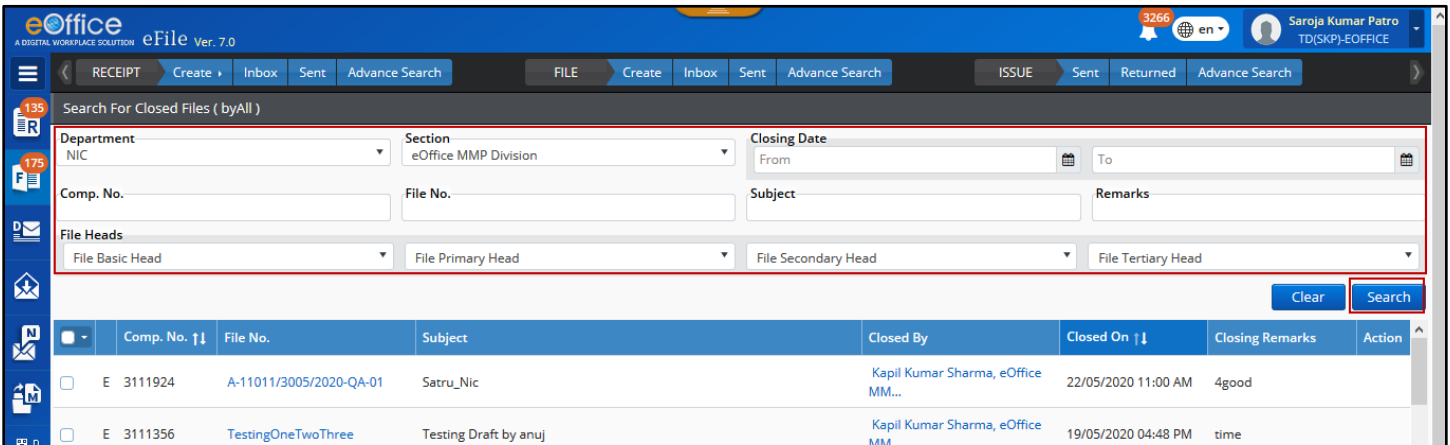 eOffice
A DIGITAL WORKPLACE SOLUTION eFile Ver. 7.0
3266
en
Saroja Kumar Patro
TD(SKP)-EOFFICE
RECEIPT Create Inbox Sent Advance Search FILE Create Inbox Sent Advance Search ISSUE Sent Returned Advance Search
135
R
Search For Closed Files ( byAll )
Department Section Closing Date
NIC eOffice MMP Division From To
175
F
Comp. No. File No. Subject Remarks
D
File Heads
File Basic Head File Primary Head File Secondary Head File Tertiary Head
Clear Search
N
Comp. No. File No. Subject Closed By Closed On Closing Remarks Action
E 3111924 A-11011/3005/2020-QA-01 Satru_Nic Kapil Kumar Sharma, eOffice MM... 22/05/2020 11:00 AM 4good
M
E 3111356 TestingOneTwoThree Testing Draft by anuj Kapil Kumar Sharma, eOffice 19/05/2020 04:48 PM time